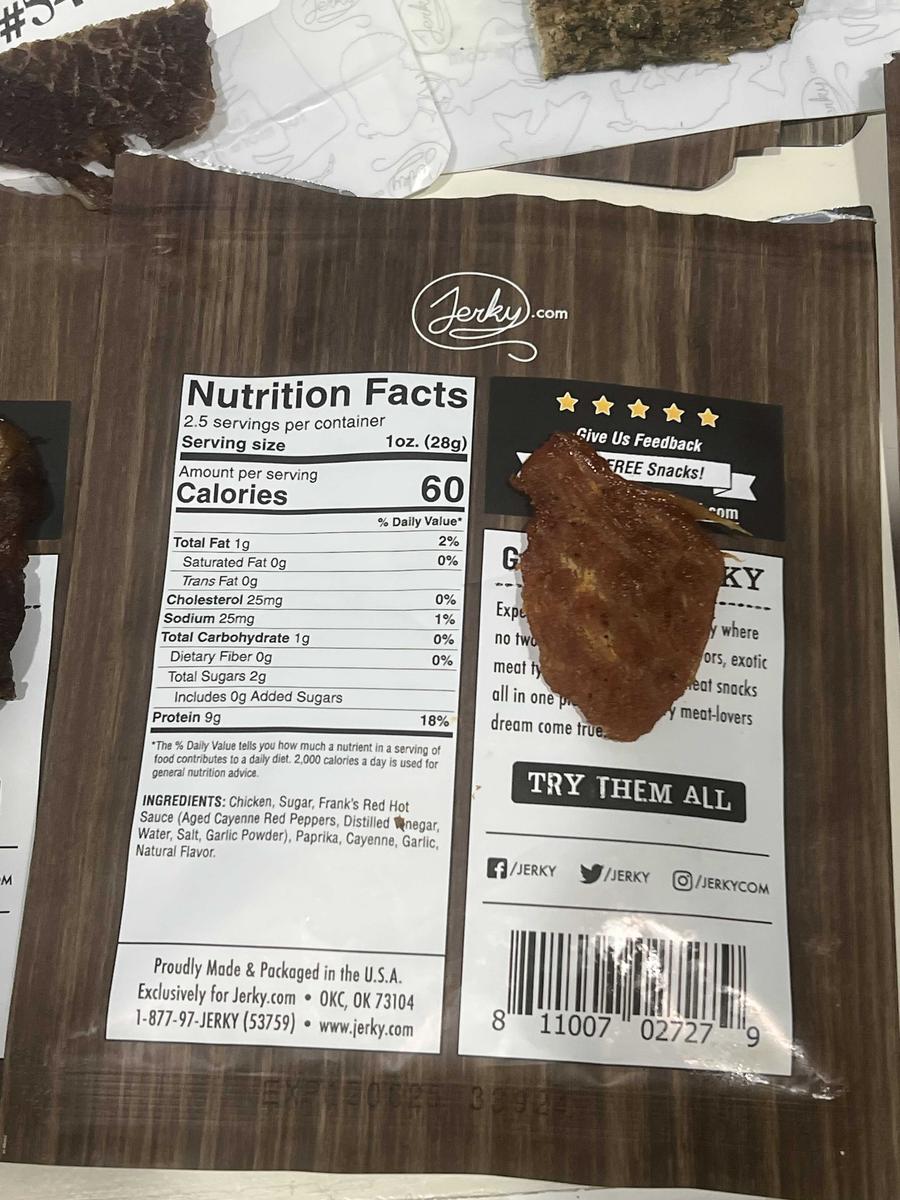 Jerky
Jerky.com
Nutrition Facts
2.5 servings per container
Serving size 1oz. (28g)
Amount per serving
Calories 60
% Daily Value*
Total Fat 1g 2%
Saturated Fat 0g 0%
Trans Fat 0g
Cholesterol 25mg 0%
Sodium 25mg 1%
Total Carbohydrate 1g 0%
Dietary Fiber 0g 0%
Total Sugars 2g
Includes 0g Added Sugars
Protein 9g 18%
*The % Daily Value tells you how much a nutrient in a serving of
food contributes to a daily diet. 2,000 calories a day is used for
general nutrition advice.
INGREDIENTS: Chicken, Sugar, Frank's Red Hot
Sauce (Aged Cayenne Red Peppers, Distilled Vinegar,
Water, Salt, Garlic Powder), Paprika, Cayenne, Garlic,
Natural Flavor.
Proudly Made & Packaged in the U.S.A.
Exclusively for Jerky.com • OKC, OK 73104
1-877-97-JERKY (53759) • www.jerky.com
Give Us Feedback
FREE Snacks!
.com
where
no two
exotic
meat snacks
all in one
meat-lovers
dream come true.
TRY THEM ALL
/JERKY /JERKY /JERKYCOM
8 11007 02727 9